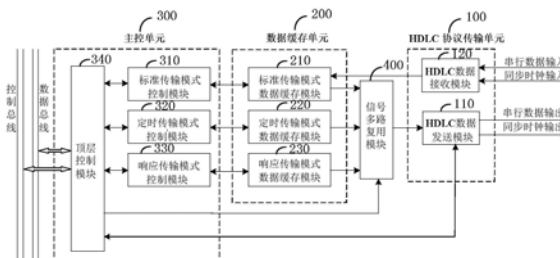 300
主控单元
200
数据缓存单元
100
HDLC 协议传输单元
控制总线
数据总线
340
顶层控制模块
310
标准传输模式
控制模块
320
定时传输模式
控制模块
330
响应传输模式
控制模块
210
标准传输模式
数据缓存模块
220
定时传输模式
数据缓存模块
230
响应传输模式
数据缓存模块
400
信号
多路
复用
模块
120
HDLC数据
接收模块
110
HDLC数据
发送模块
串行数据输入
同步时钟输入
串行数据输出
同步时钟输出